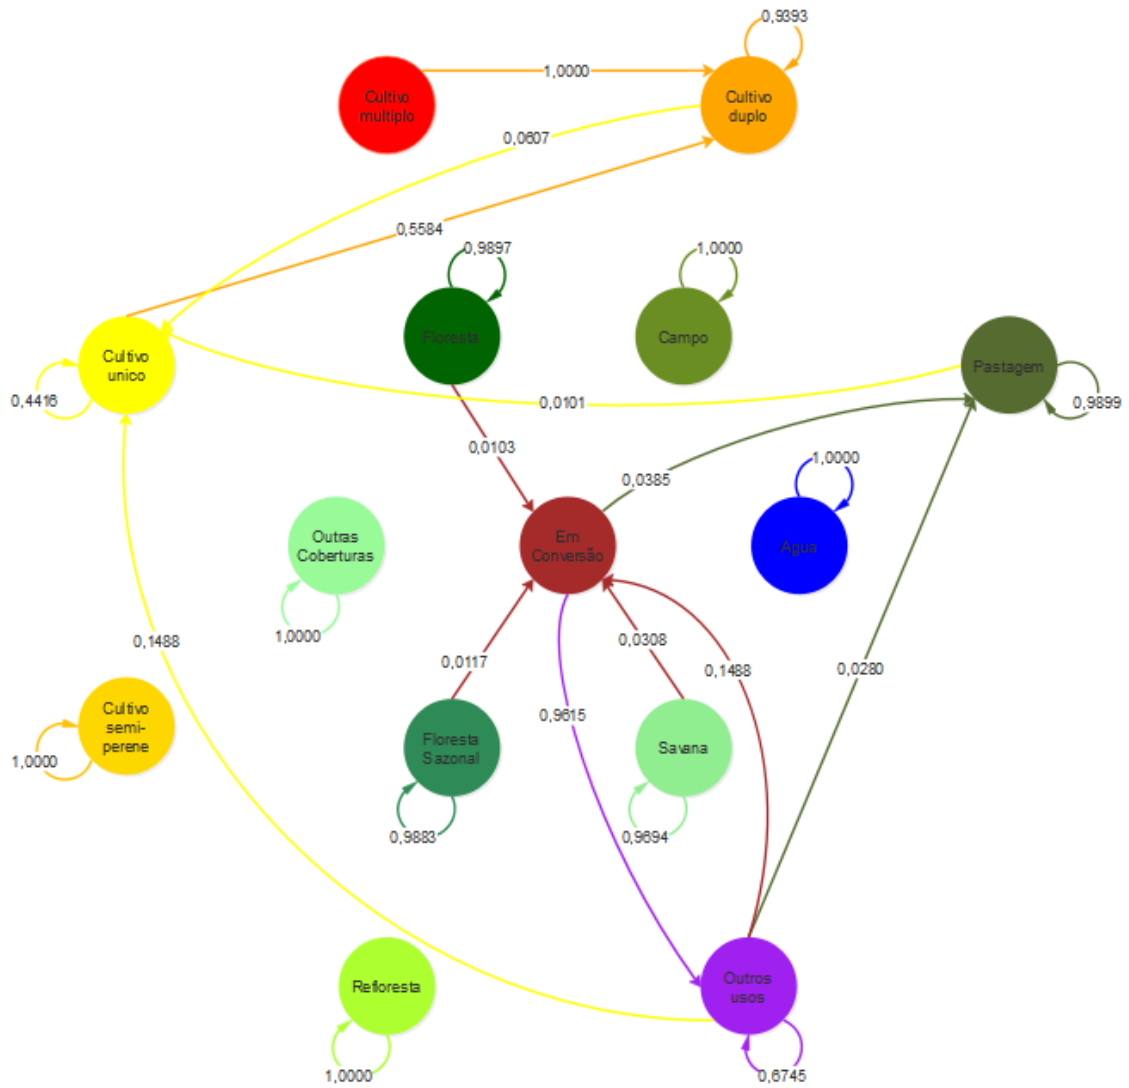 0,9393
1,0000
Cultivo
multiplo
Cultivo
duplo
0,0607
0,5584
0,9897
1,0000
Floresta
Campo
Cultivo
unico
Pastagem
0,4416
0,0101
0,9899
0,0103
0,0385
1,0000
Outras
Coberturas
Em
Conversão
Agua
1,0000
0,1488
0,0117
0,0308
0,1488
0,0280
Cultivo
semi-
perene
0,9615
Floresta
Sazonal
Savana
1,0000
0,9883
0,9694
Refloresta
Outros
usos
1,0000
0,6745